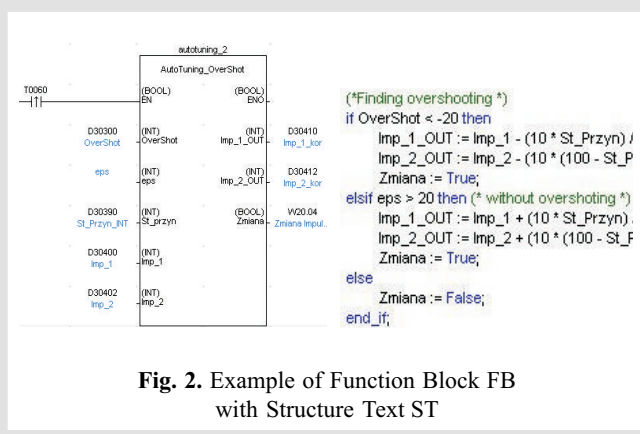 autotuning_2
AutoTuning_OverShot
T0060
(BOOL) (BOOL)
EN ENO
D30300 (INT) (INT) D30410
OverShot OverShot Imp_1_OUT Imp_1_kor
eps (INT) (INT) D30412
eps Imp_2_OUT Imp_2_kor
D30390 (INT) (BOOL) W20.04
St_Przyn_INT St_przyn Zmiana Zmiana Impul..
D30400 (INT)
Imp_1 Imp_1
D30402 (INT)
Imp_2 Imp_2
(*Finding overshooting *)
if OverShot < -20 then
Imp_1_OUT := Imp_1 - (10 * St_Przyn) /
Imp_2_OUT := Imp_2 - (10 * (100 - St_P
Zmiana := True;
elsif eps > 20 then (* without overshoting *)
Imp_1_OUT := Imp_1 + (10 * St_Przyn) /
Imp_2_OUT := Imp_2 + (10 * (100 - St_P
Zmiana := True;
else
Zmiana := False;
end_if;
Fig. 2. Example of Function Block FB
with Structure Text ST